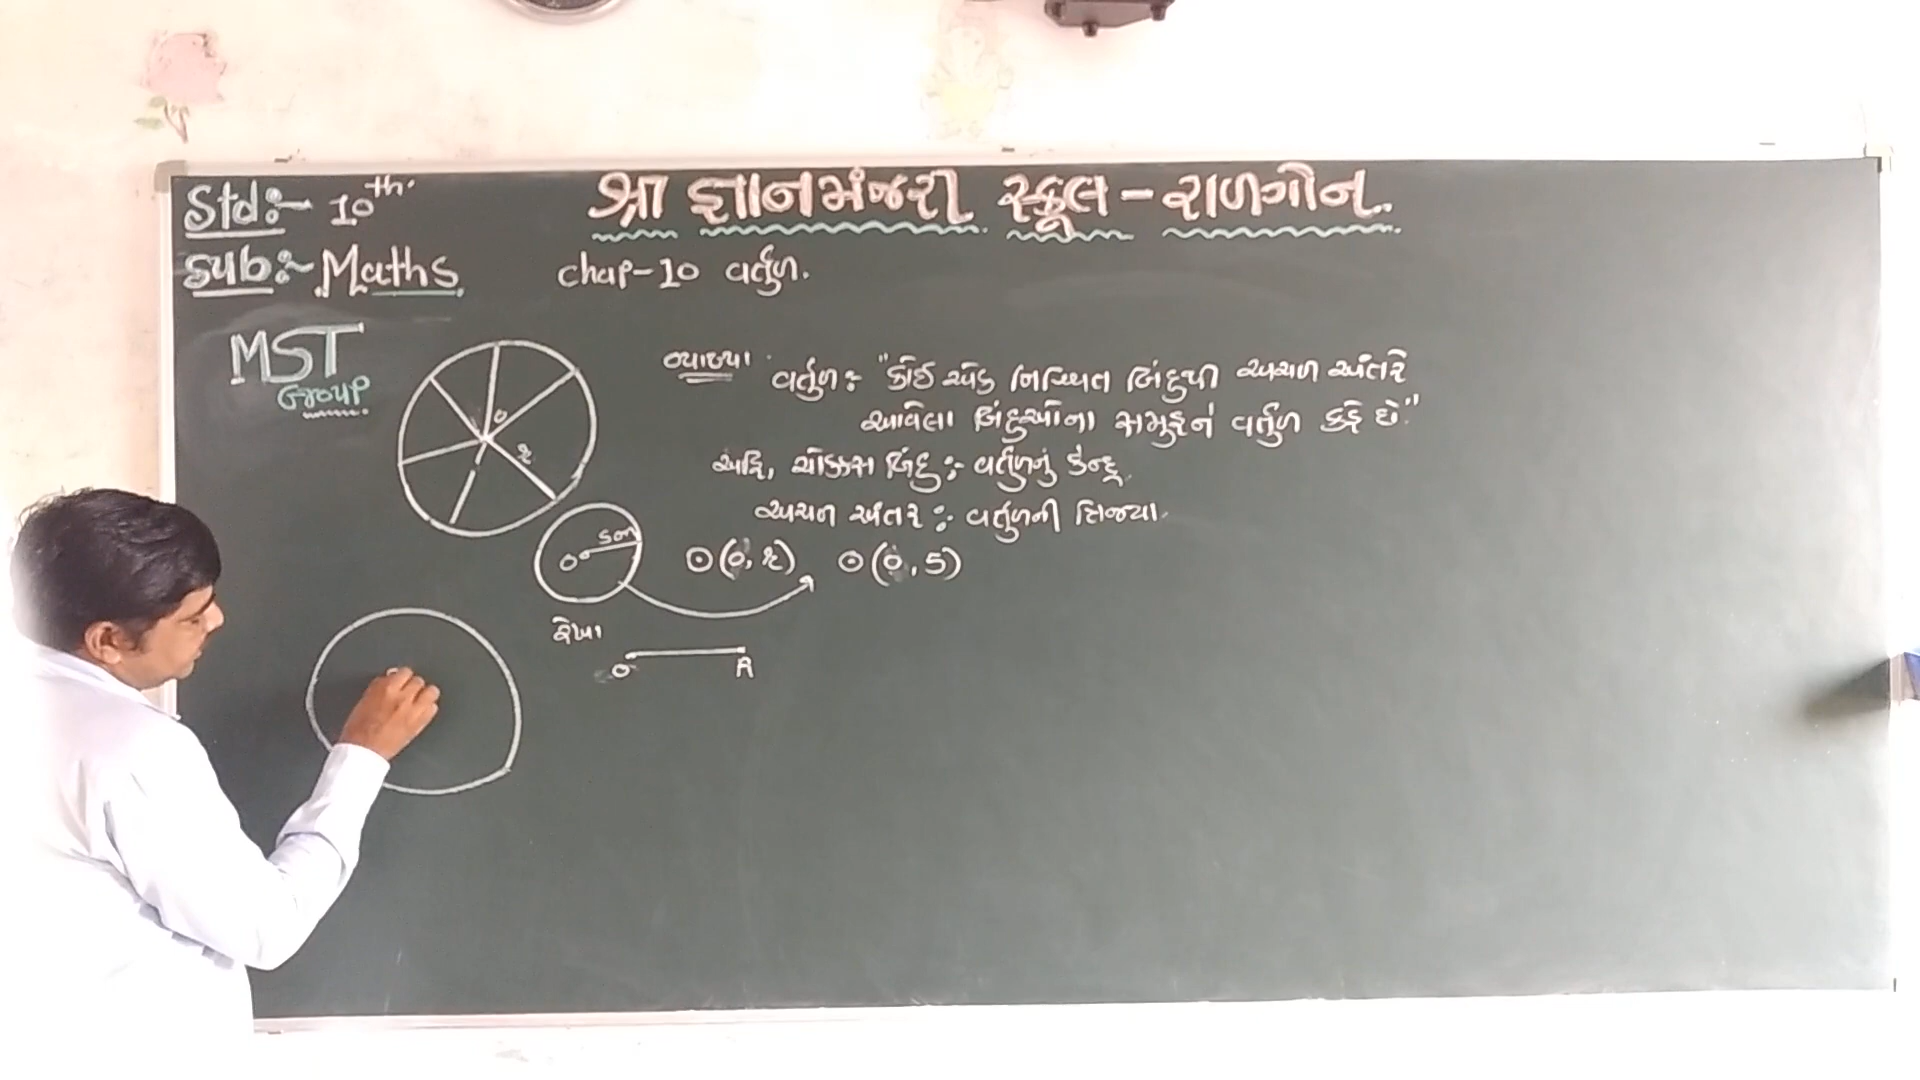 Std:- 10th.
શ્રી જ્ઞાનમંજરી સ્કૂલ - રાળગોન..
Sub:- Maths
chap-10 વર્તુળ.
MST
Group
વ્યાખ્યા
વર્તુળ :- "કોઈ એક નિશ્ચિત બિંદુથી અચળ અંતરે
આવેલા બિંદુઓના સમુહને વર્તુળ કહે છે."
અહિ, ચોક્કસ બિંદુ :- વર્તુળનું કેન્દ્ર
અચળ અંતર :- વર્તુળની ત્રિજ્યા.
O
r
O
5cm
⊙(O, r) ⊙(O, 5)
રેખા
O A